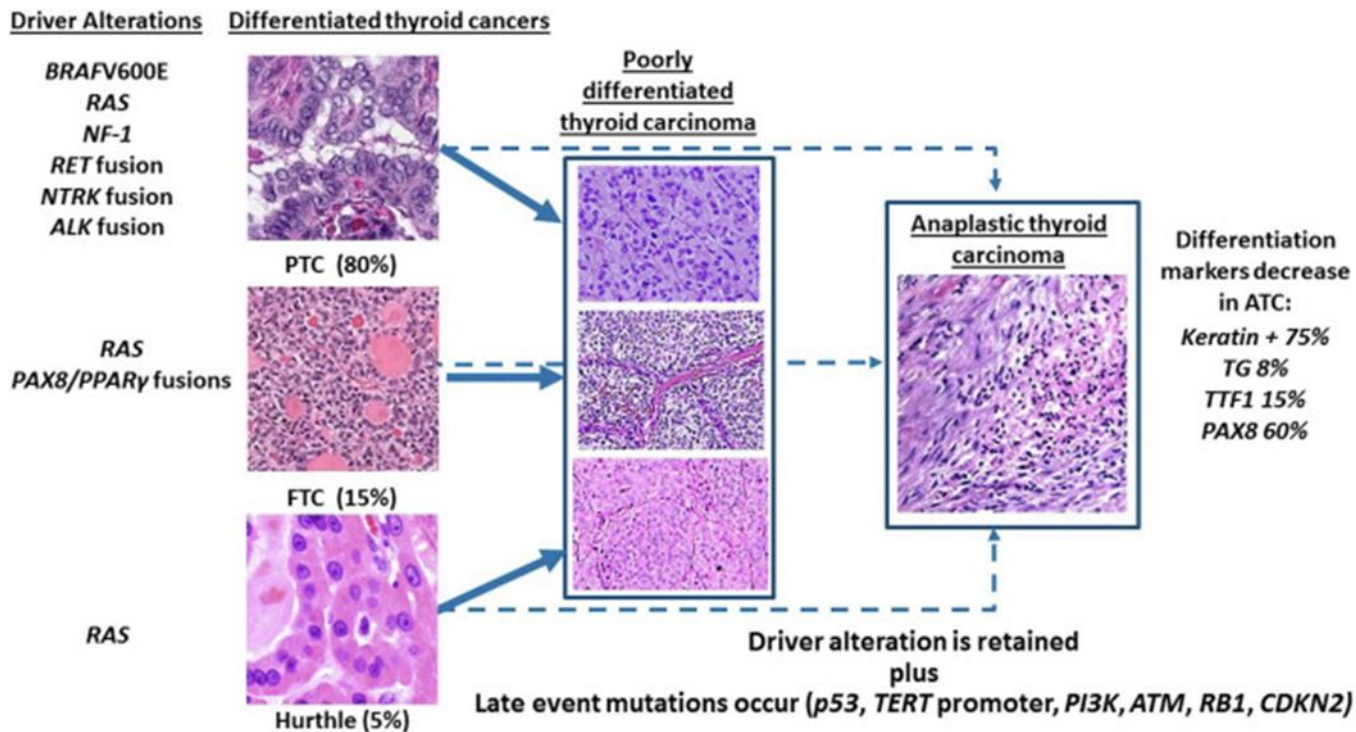 Driver Alterations
Differentiated thyroid cancers
BRAFV600E
RAS
NF-1
RET fusion
NTRK fusion
ALK fusion
PTC (80%)
RAS
PAX8/PPARγ fusions
FTC (15%)
RAS
Hurthle (5%)
Poorly
differentiated
thyroid carcinoma
Anaplastic thyroid
carcinoma
Differentiation
markers decrease
in ATC:
Keratin + 75%
TG 8%
TTF1 15%
PAX8 60%
Driver alteration is retained
plus
Late event mutations occur (p53, TERT promoter, PI3K, ATM, RB1, CDKN2)